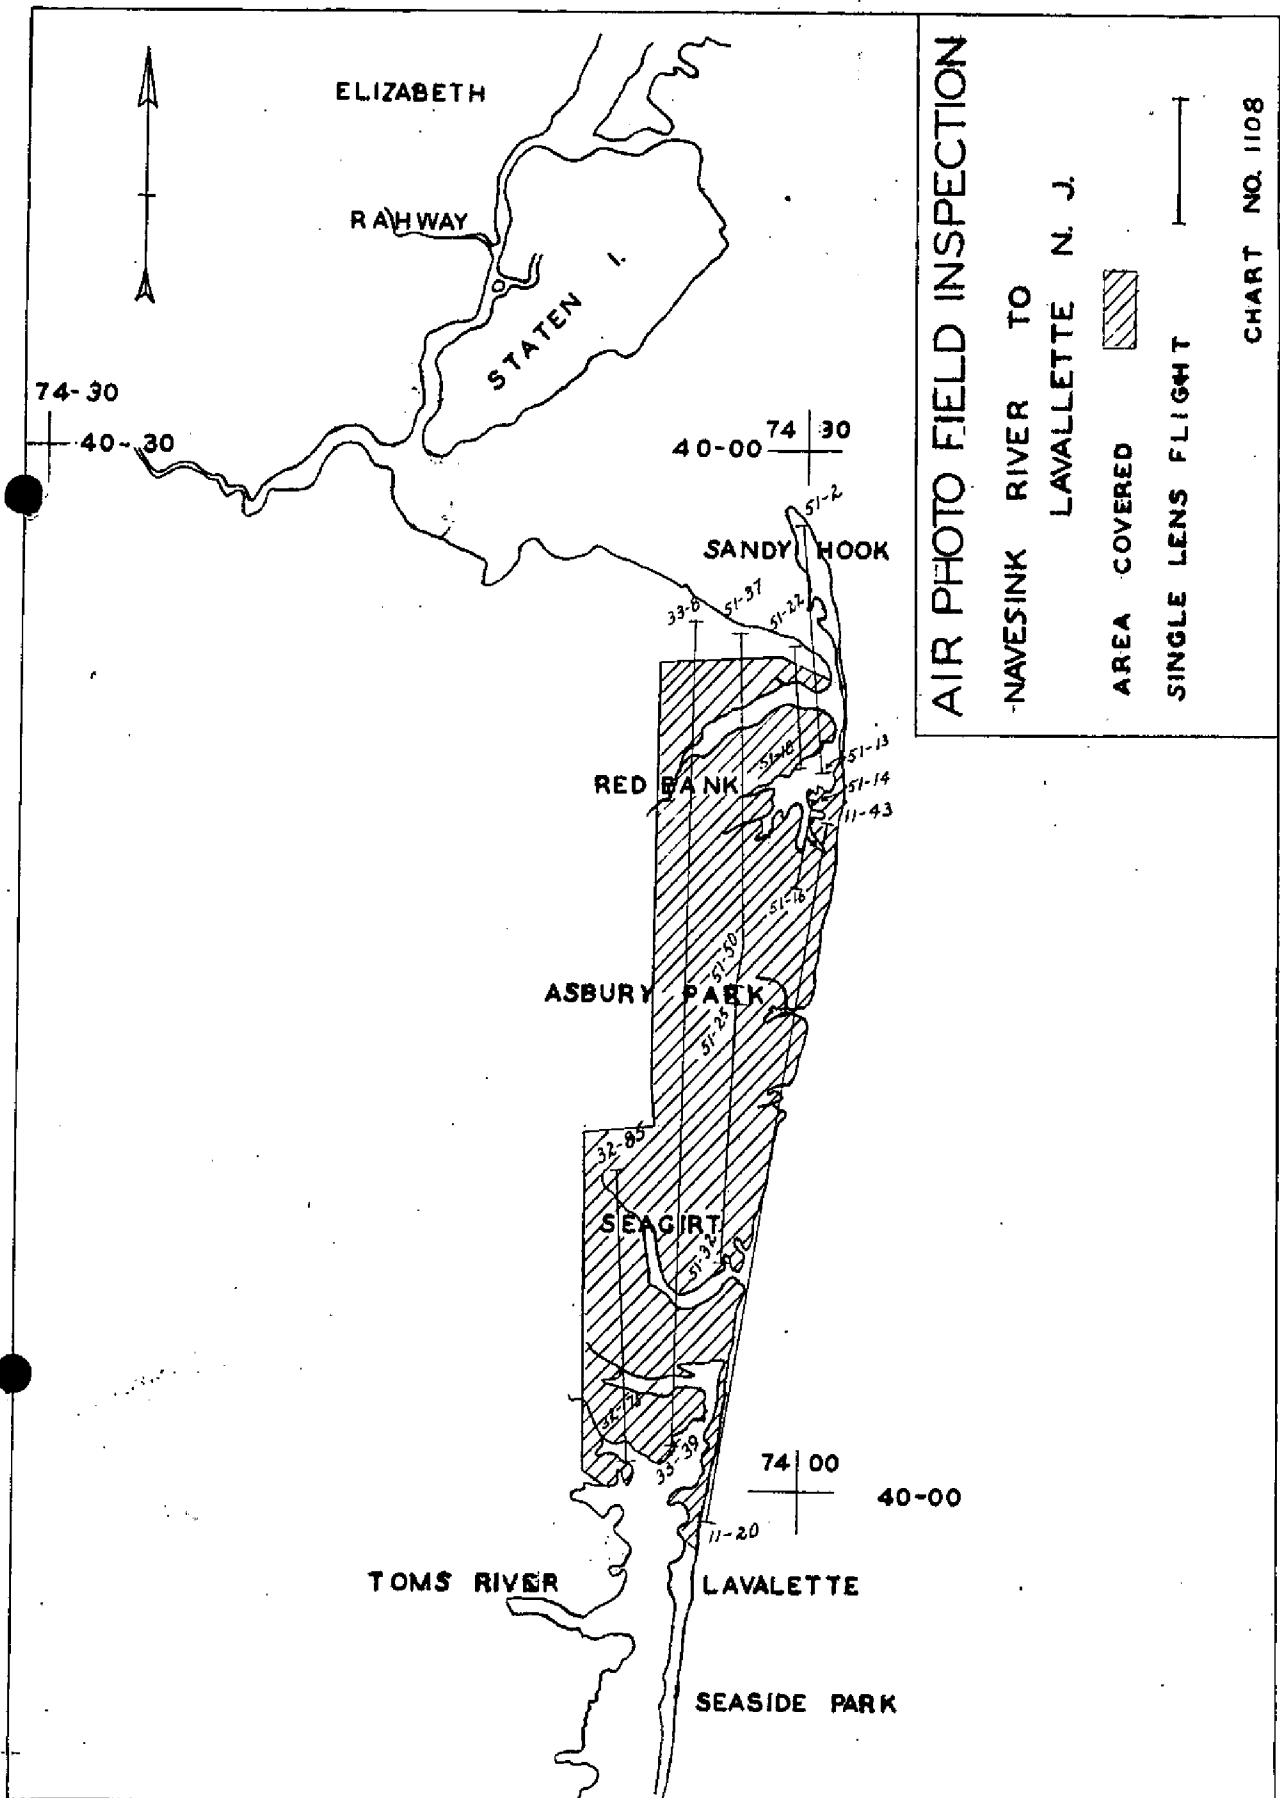 AIR PHOTO FIELD INSPECTION
NAVESINK RIVER TO
LAVALLETTE N. J.
AREA COVERED
SINGLE LENS FLIGHT
CHART NO. 1108
ELIZABETH
RAHWAY
STATEN I.
74-30
40-30
74 30
40-00
51-2
SANDY HOOK
33-8
51-37
51-22
51-18
51-13
RED BANK
51-14
11-43
51-16
51-50
ASBURY PARK
51-25
32-85
SEAGIRT
51-32
32-78
33-39
74 00
40-00
11-20
TOMS RIVER
LAVALETTE
SEASIDE PARK